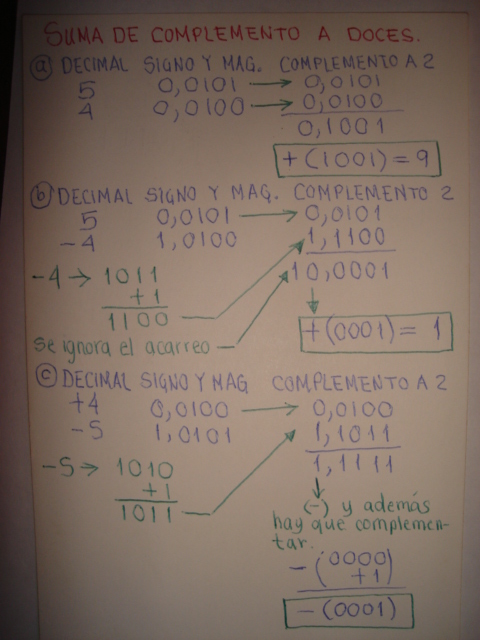 SUMA DE COMPLEMENTO A DOCES.
a DECIMAL SIGNO Y MAG. COMPLEMENTO A 2
5 0,0101 → 0,0101
4 0,0100 → 0,0100
0,1001
+(1001) = 9
b DECIMAL SIGNO Y MAG. COMPLEMENTO 2
5 0,0101 → 0,0101
-4 1,0100 1,1100
-4 → 1011 10,0001
+1
1100
se ignora el acarreo
+(0001) = 1
c DECIMAL SIGNO Y MAG COMPLEMENTO A 2
+4 0,0100 → 0,0100
-5 1,0101 1,1011
-5 → 1010 1,1111
+1
1011
(-) y además
hay que complemen-
tar.
-(0000
+1)
-(0001)